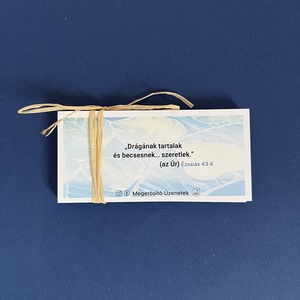 „Drágának tartalak
és becsesnek... szeretlek.”
(az Úr) Ézsaiás 43:4
Megerősítő Üzenetek